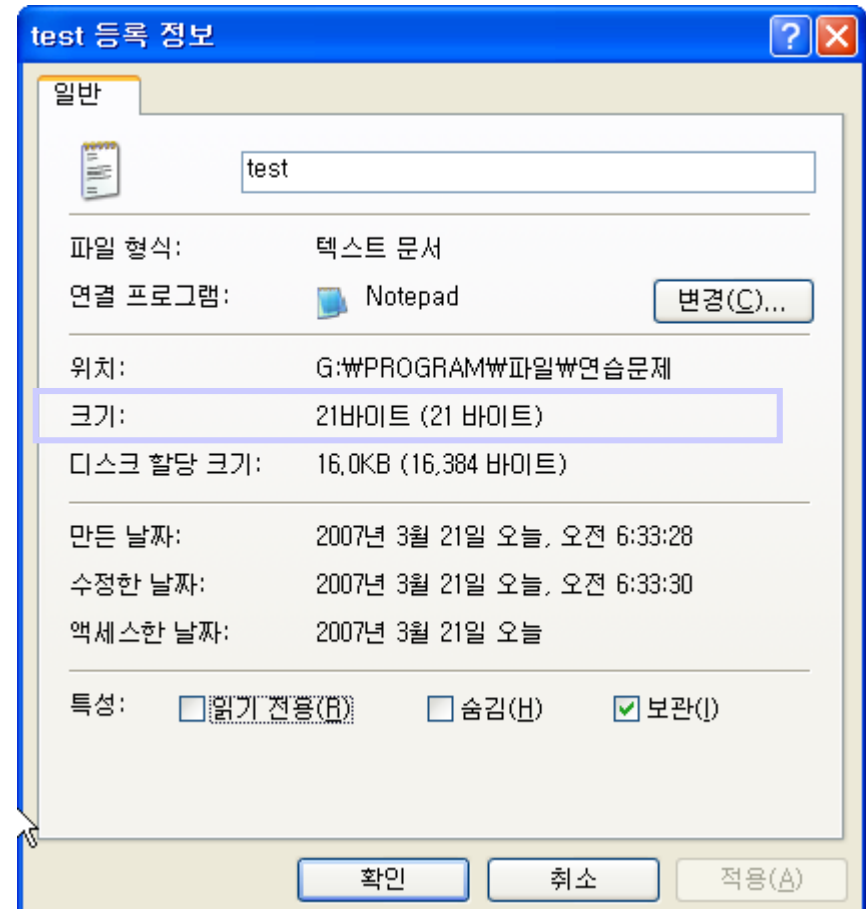 test 등록 정보
일반
test
파일 형식: 텍스트 문서
연결 프로그램: Notepad 변경(C)...
위치: G:₩PROGRAM₩파일₩연습문제
크기: 21바이트 (21 바이트)
디스크 할당 크기: 16,0KB (16,384 바이트)
만든 날짜: 2007년 3월 21일 오늘, 오전 6:33:28
수정한 날짜: 2007년 3월 21일 오늘, 오전 6:33:30
액세스한 날짜: 2007년 3월 21일 오늘
특성: 읽기 전용(R) 숨김(H) 보관(I)
확인 취소 적용(A)